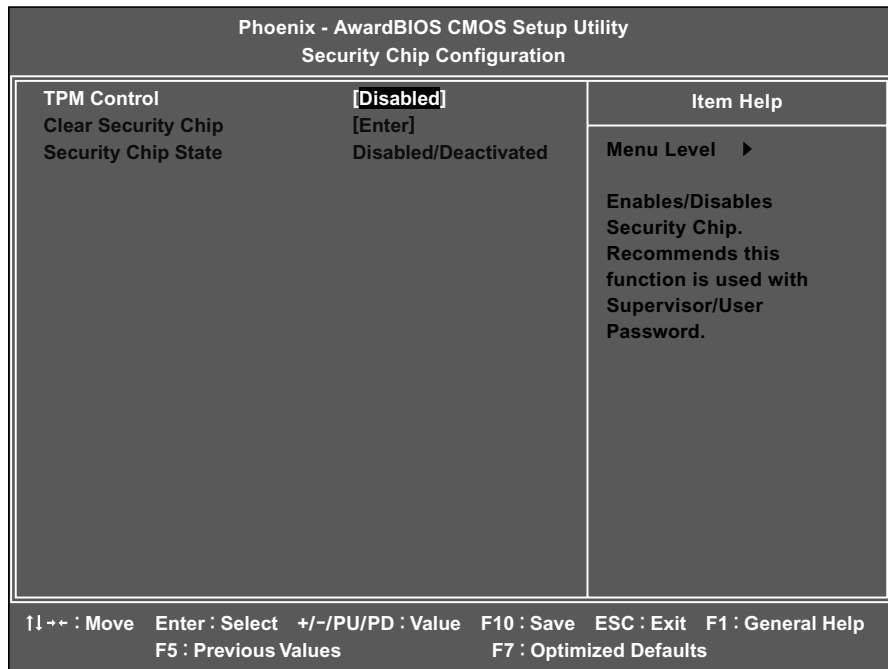 Phoenix - AwardBIOS CMOS Setup Utility
Security Chip Configuration
TPM Control [Disabled]
Clear Security Chip [Enter]
Security Chip State Disabled/Deactivated
Item Help
Menu Level ▶
Enables/Disables
Security Chip.
Recommends this
function is used with
Supervisor/User
Password.
↑↓→← : Move Enter : Select +/-/PU/PD : Value F10 : Save ESC : Exit F1 : General Help
F5 : Previous Values F7 : Optimized Defaults